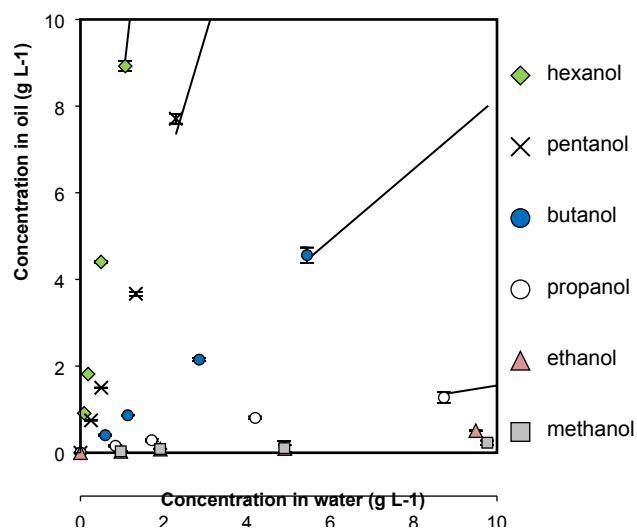 Concentration in oil (g L-1)
10
8
6
4
2
0
Concentration in water (g L-1)
0 2 4 6 8 10
hexanol
pentanol
butanol
propanol
ethanol
methanol